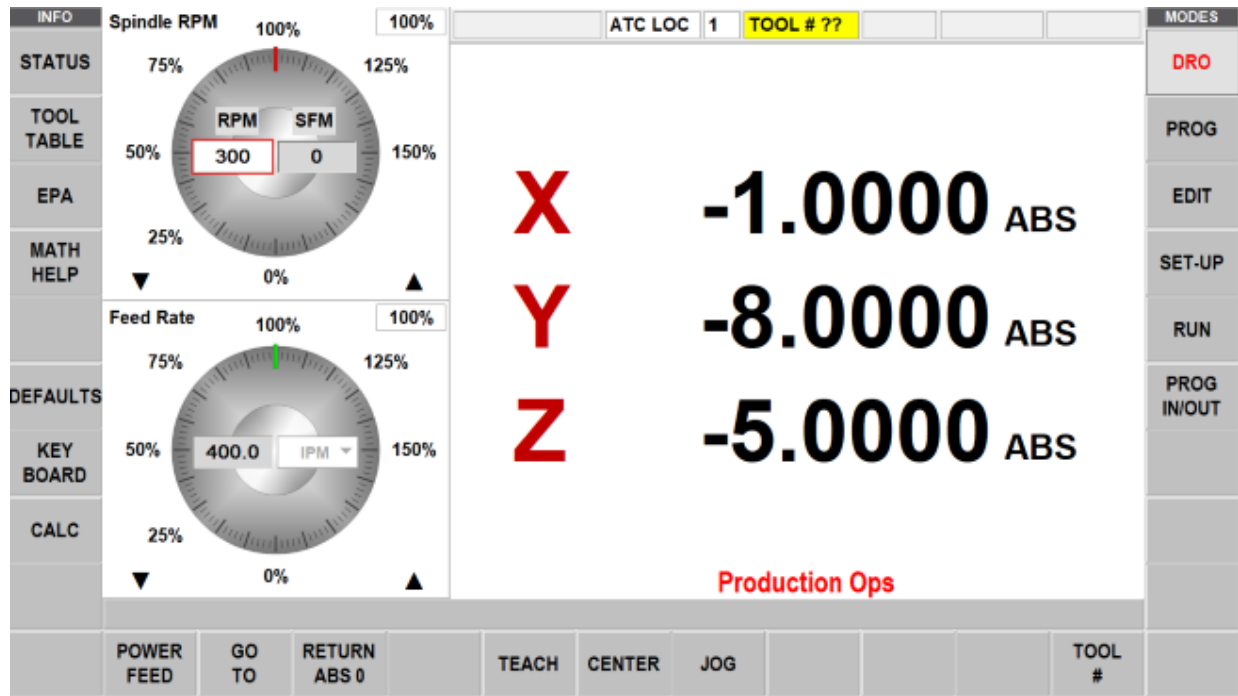 INFO
STATUS
TOOL
TABLE
EPA
MATH
HELP
DEFAULTS
KEY
BOARD
CALC
Spindle RPM
100%
100%
75%
125%
RPM
SFM
50%
300
0
150%
25%
▼
0%
▲
Feed Rate
100%
100%
75%
125%
50%
400.0
IPM
150%
25%
▼
0%
▲
ATC LOC 1 TOOL # ??
X -1.0000 ABS
Y -8.0000 ABS
Z -5.0000 ABS
Production Ops
MODES
DRO
PROG
EDIT
SET-UP
RUN
PROG
IN/OUT
POWER
FEED
GO
TO
RETURN
ABS 0
TEACH
CENTER
JOG
TOOL
#